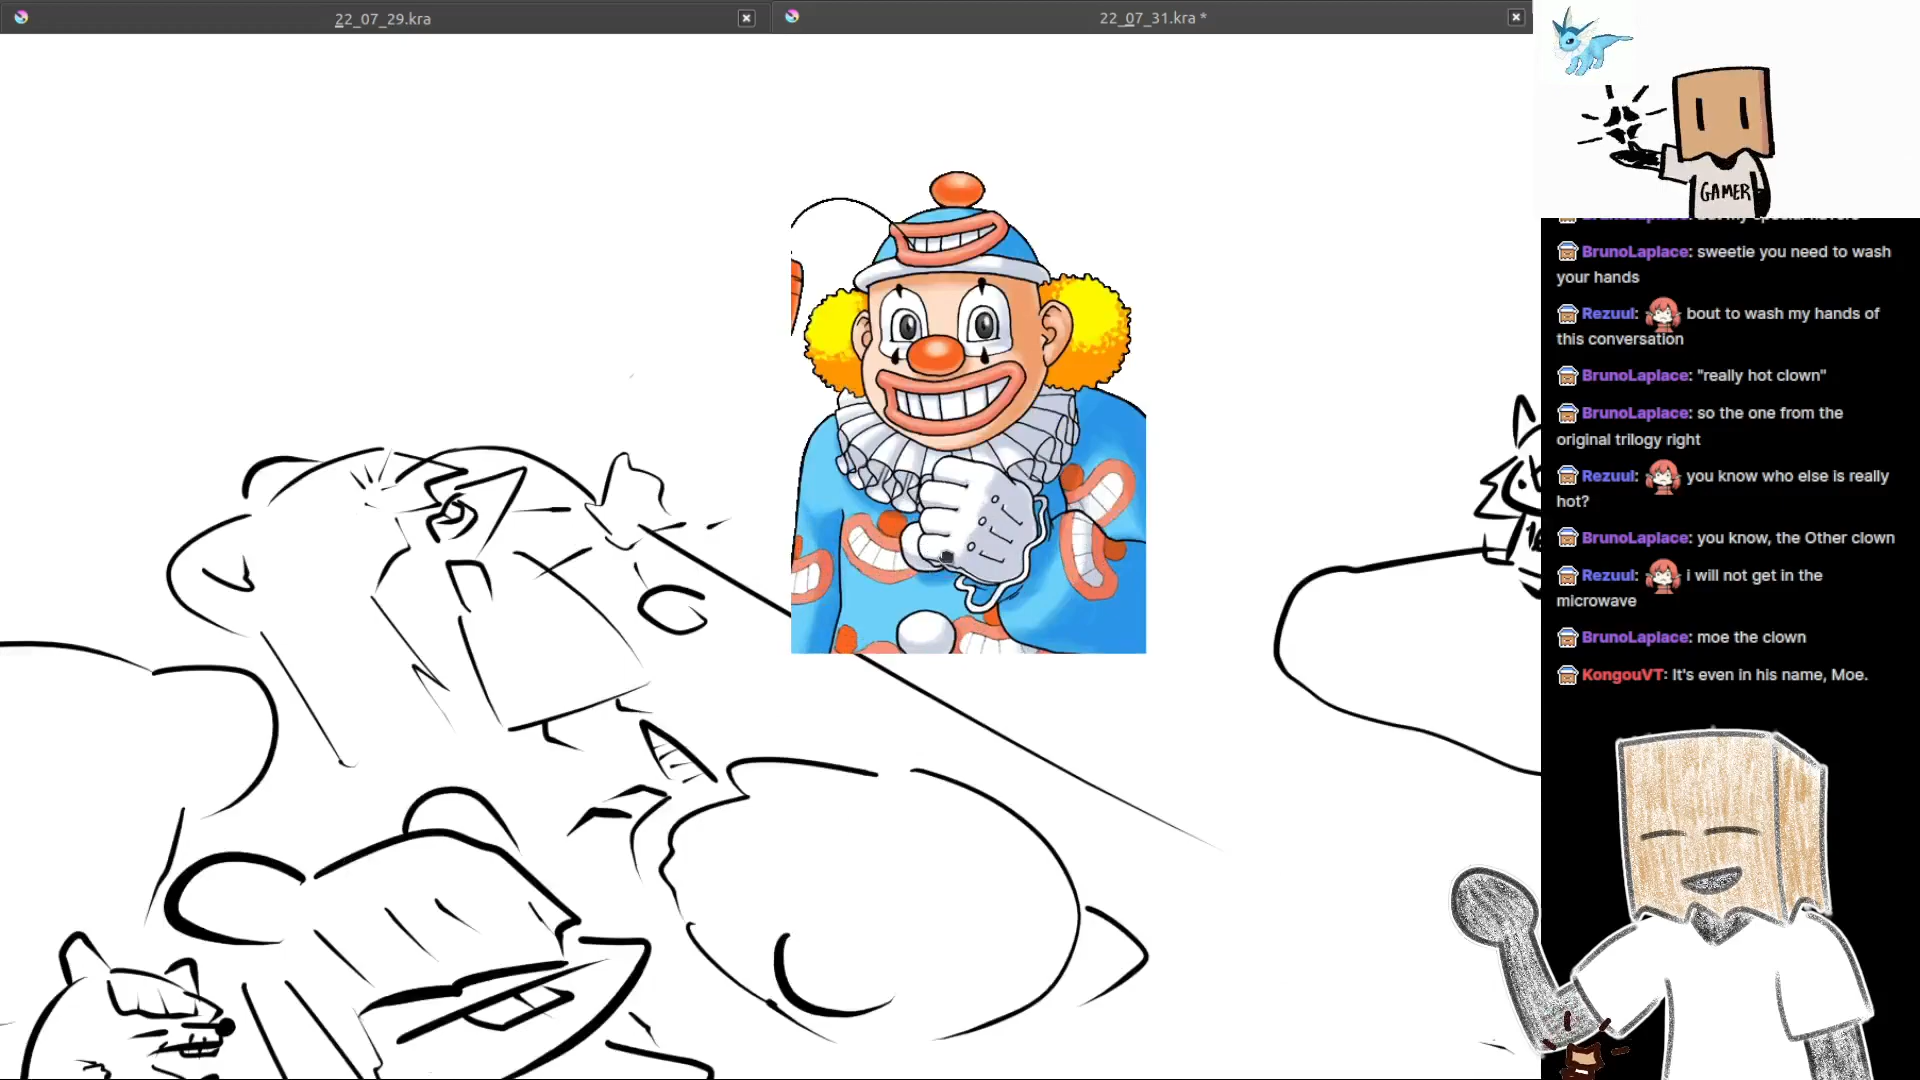 22_07_29.kra
22_07_31.kra *
GAMER
BrunoLaplace: sweetie you need to wash
your hands
Rezuul: bout to wash my hands of
this conversation
BrunoLaplace: "really hot clown"
BrunoLaplace: so the one from the
original trilogy right
Rezuul: you know who else is really
hot?
BrunoLaplace: you know, the Other clown
Rezuul: i will not get in the
microwave
BrunoLaplace: moe the clown
KongouVT: It's even in his name, Moe.